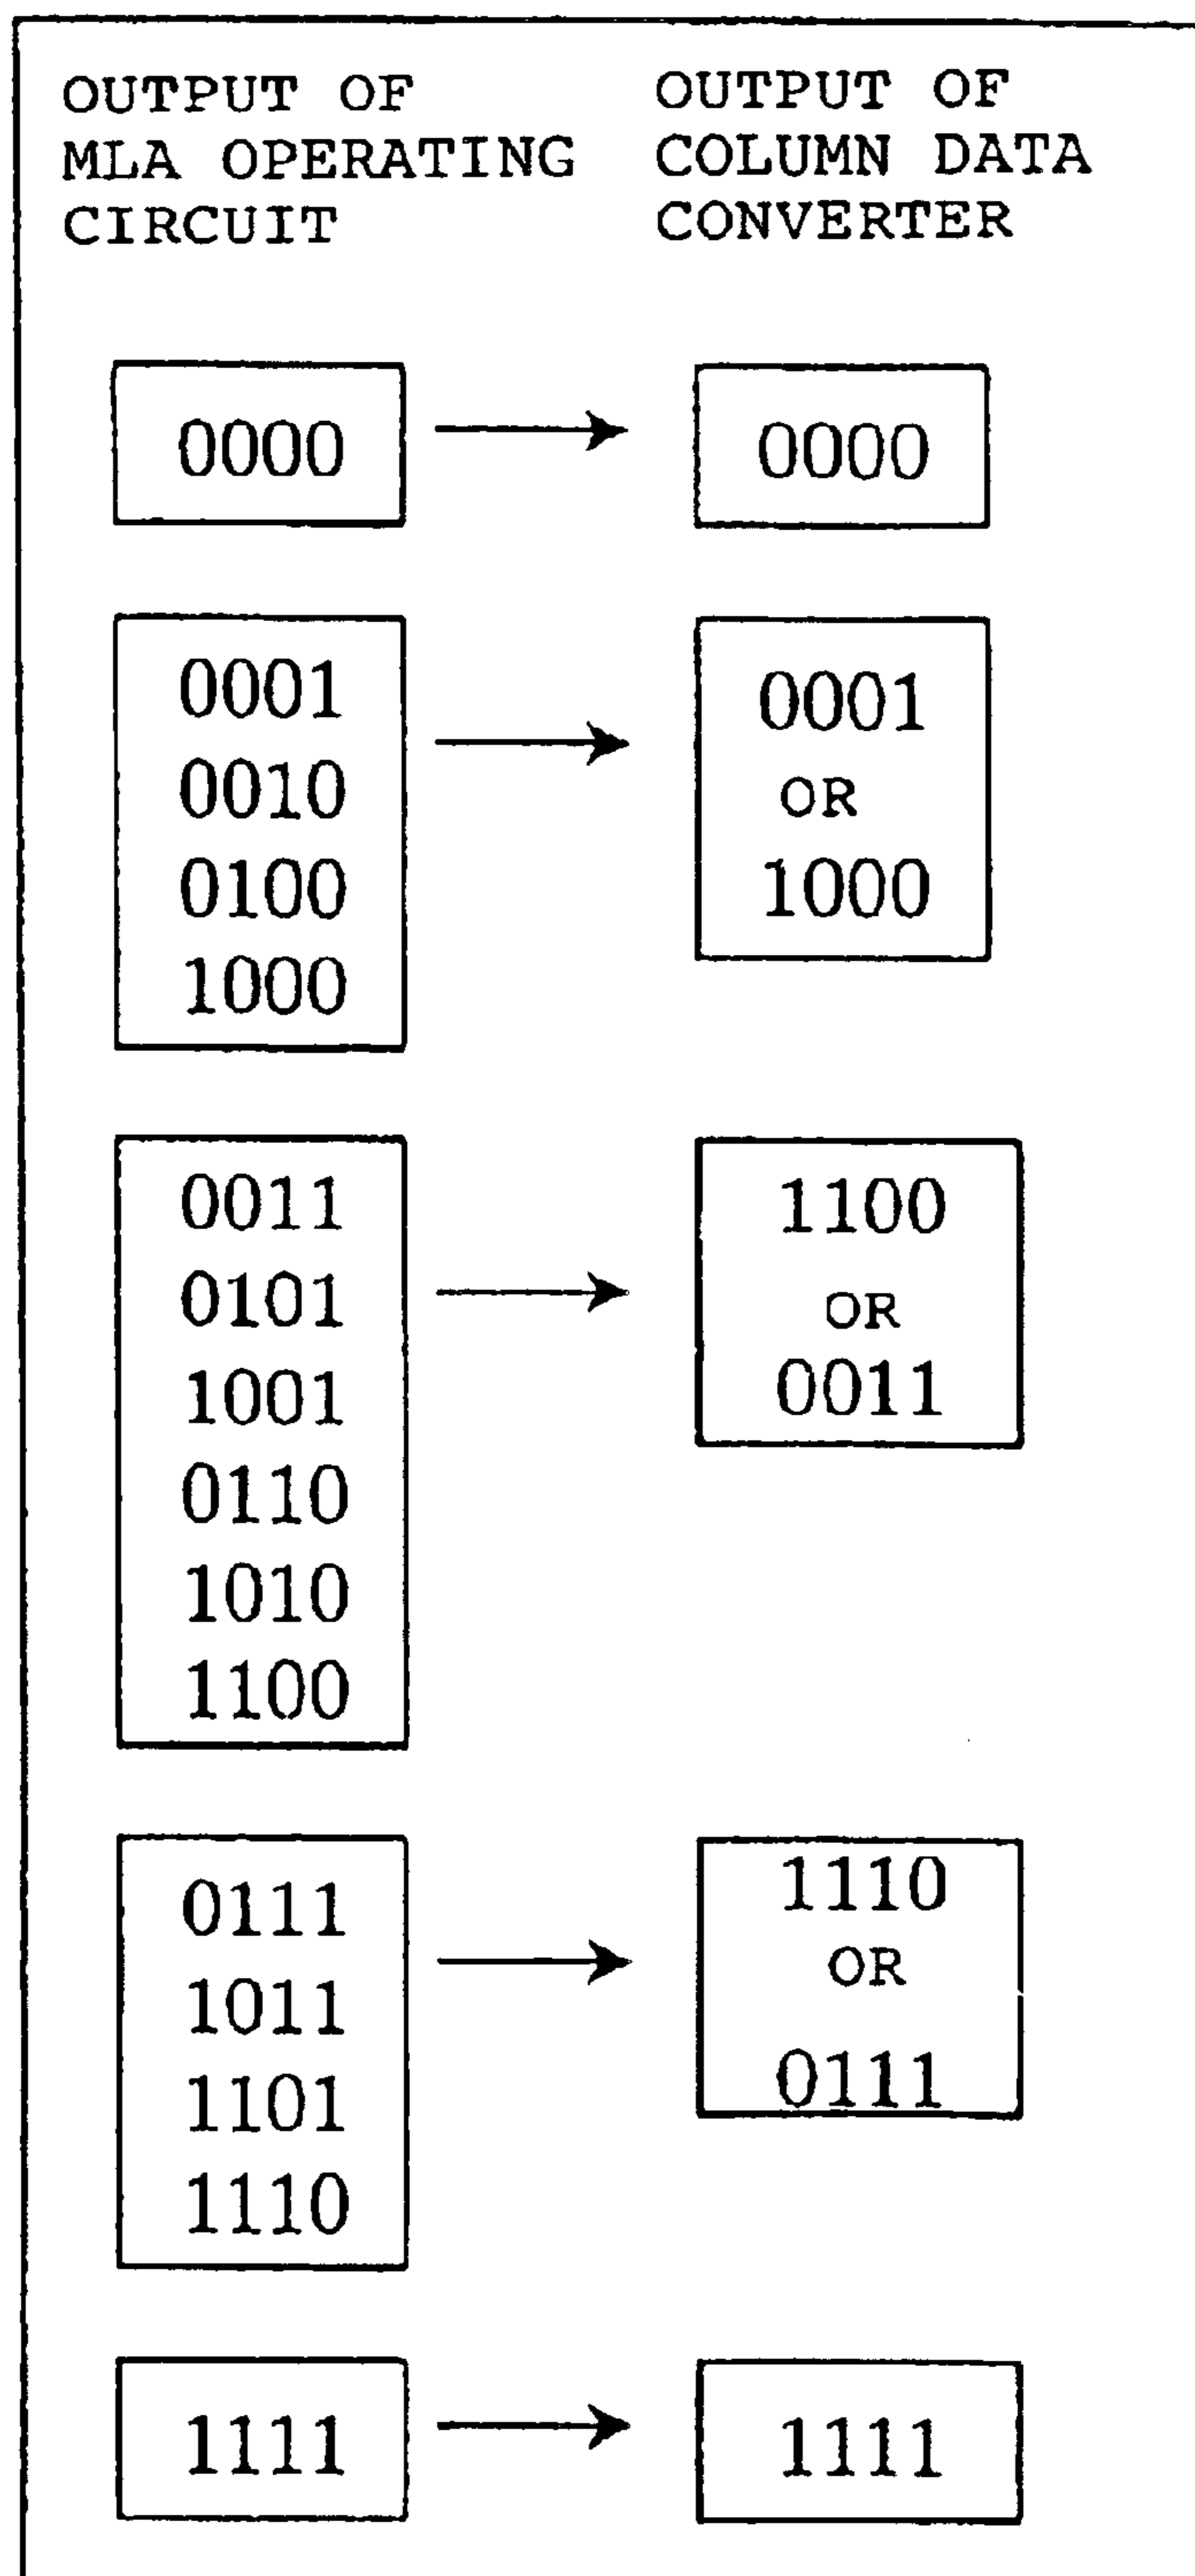 OUTPUT OF
MLA OPERATING
CIRCUIT
OUTPUT OF
COLUMN DATA
CONVERTER
0000
0000
0001
0010
0100
1000
0001
OR
1000
0011
0101
1001
0110
1010
1100
1100
OR
0011
0111
1011
1101
1110
1110
OR
0111
1111
1111